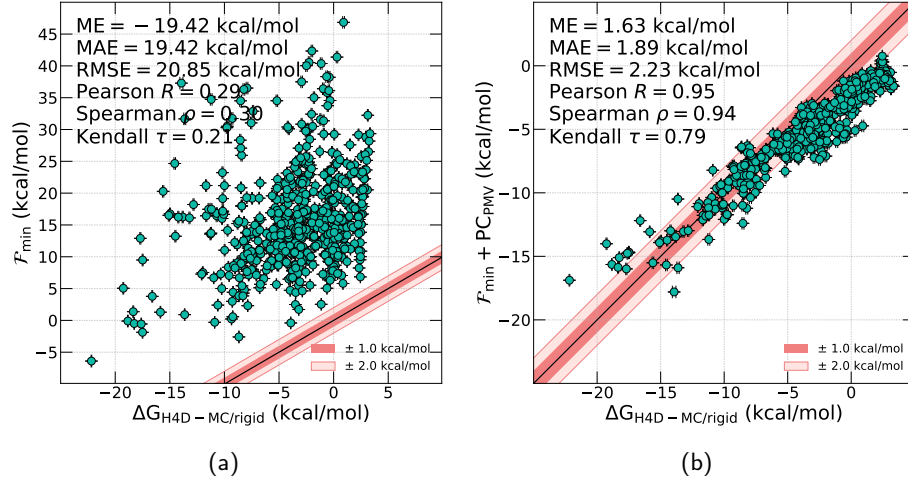 ME = −19.42 kcal/mol
MAE = 19.42 kcal/mol
RMSE = 20.85 kcal/mol
Pearson R = 0.29
Spearman ρ = 0.30
Kendall τ = 0.21
45
40
35
30
25
20
15
10
5
0
−5
ℱmin (kcal/mol)
± 1.0 kcal/mol
± 2.0 kcal/mol
−20 −15 −10 −5 0 5
ΔG_H4D−MC/rigid (kcal/mol)
(a)
ME = 1.63 kcal/mol
MAE = 1.89 kcal/mol
RMSE = 2.23 kcal/mol
Pearson R = 0.95
Spearman ρ = 0.94
Kendall τ = 0.79
0
−5
−10
−15
−20
ℱmin + PC_PMV (kcal/mol)
± 1.0 kcal/mol
± 2.0 kcal/mol
−20 −15 −10 −5 0
ΔG_H4D−MC/rigid (kcal/mol)
(b)